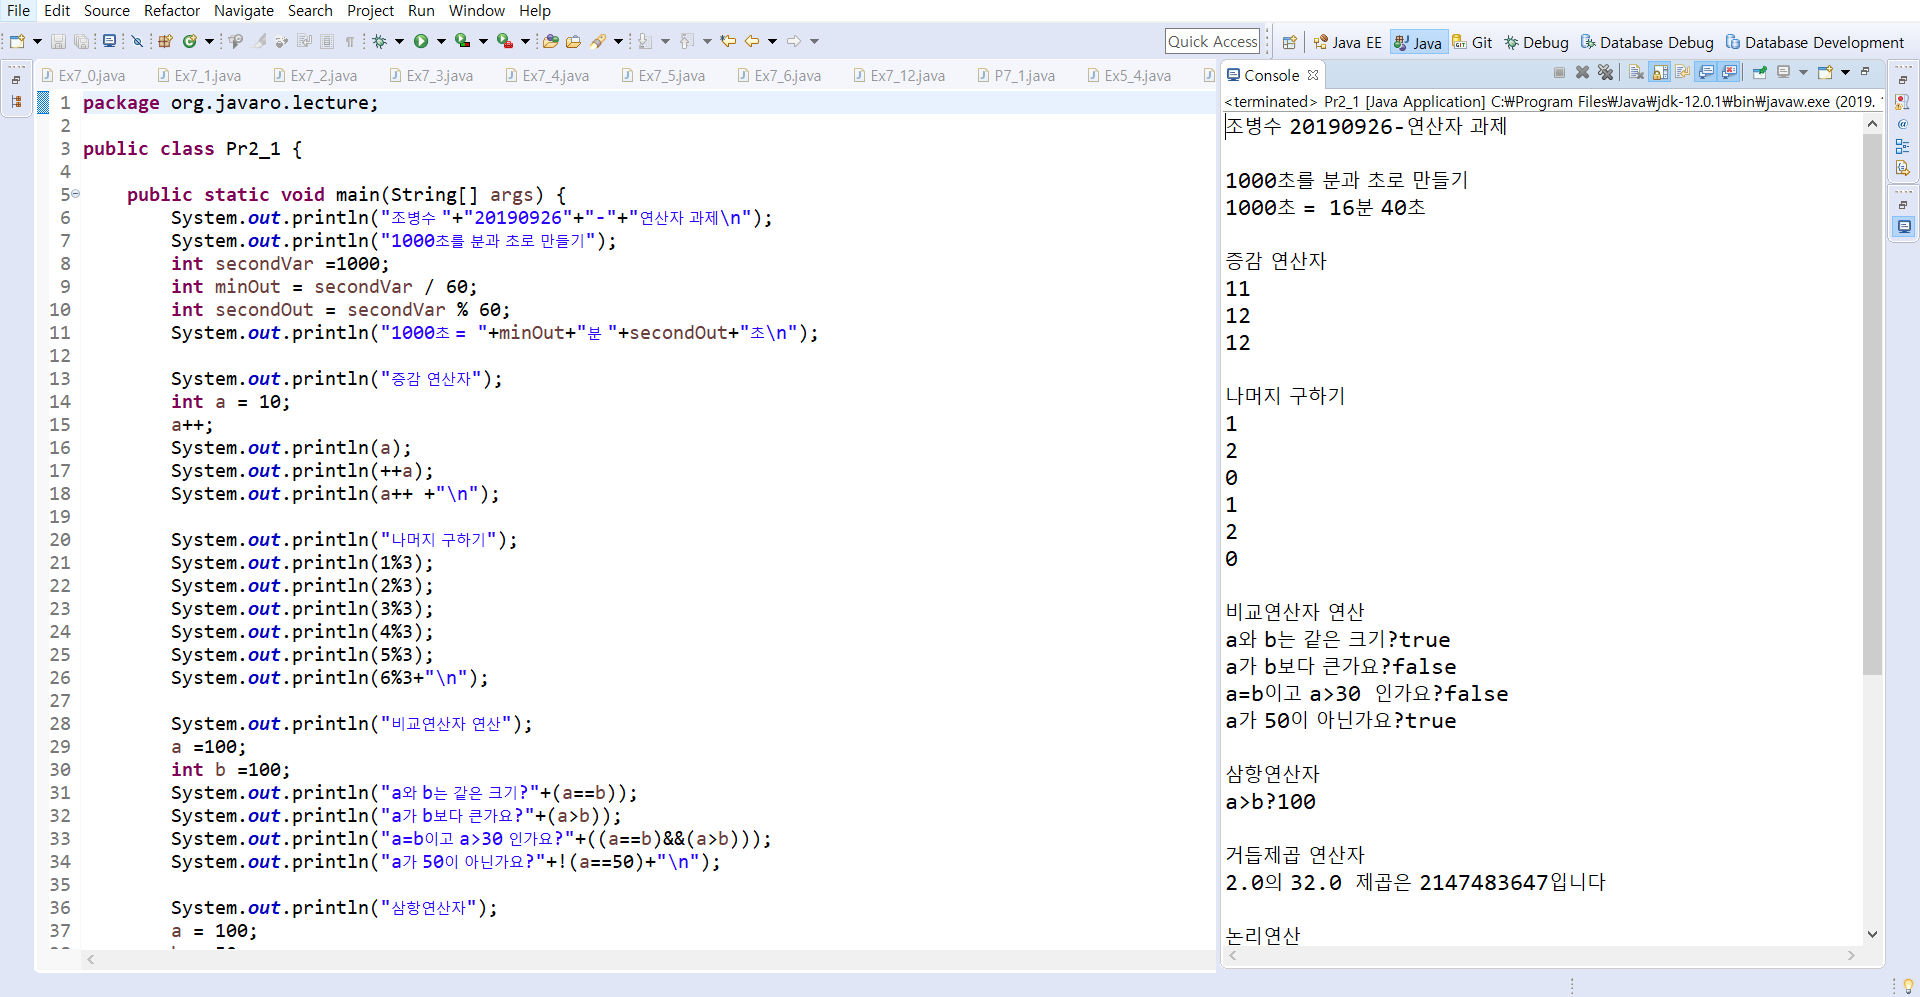 File Edit Source Refactor Navigate Search Project Run Window Help
Quick Access Java EE Java Git Debug Database Debug Database Development
Ex7_0.java Ex7_1.java Ex7_2.java Ex7_3.java Ex7_4.java Ex7_5.java Ex7_6.java Ex7_12.java P7_1.java Ex5_4.java
1 package org.javaro.lecture;
2
3 public class Pr2_1 {
4
5 public static void main(String[] args) {
6 System.out.println("조병수 "+"20190926"+"-"+"연산자 과제\n");
7 System.out.println("1000초를 분과 초로 만들기");
8 int secondVar =1000;
9 int minOut = secondVar / 60;
10 int secondOut = secondVar % 60;
11 System.out.println("1000초 = "+minOut+"분 "+secondOut+"초\n");
12
13 System.out.println("증감 연산자");
14 int a = 10;
15 a++;
16 System.out.println(a);
17 System.out.println(++a);
18 System.out.println(a++ +"\n");
19
20 System.out.println("나머지 구하기");
21 System.out.println(1%3);
22 System.out.println(2%3);
23 System.out.println(3%3);
24 System.out.println(4%3);
25 System.out.println(5%3);
26 System.out.println(6%3+"\n");
27
28 System.out.println("비교연산자 연산");
29 a =100;
30 int b =100;
31 System.out.println("a와 b는 같은 크기?"+(a==b));
32 System.out.println("a가 b보다 큰가요?"+(a>b));
33 System.out.println("a=b이고 a>30 인가요?"+((a==b)&&(a>b)));
34 System.out.println("a가 50이 아닌가요?"+!(a==50)+"\n");
35
36 System.out.println("삼항연산자");
37 a = 100;
Console
<terminated> Pr2_1 [Java Application] C:₩Program Files₩Java₩jdk-12.0.1₩bin₩javaw.exe (2019.
조병수 20190926-연산자 과제
1000초를 분과 초로 만들기
1000초 = 16분 40초
증감 연산자
11
12
12
나머지 구하기
1
2
0
1
2
0
비교연산자 연산
a와 b는 같은 크기?true
a가 b보다 큰가요?false
a=b이고 a>30 인가요?false
a가 50이 아닌가요?true
삼항연산자
a>b?100
거듭제곱 연산자
2.0의 32.0 제곱은 2147483647입니다
논리연산